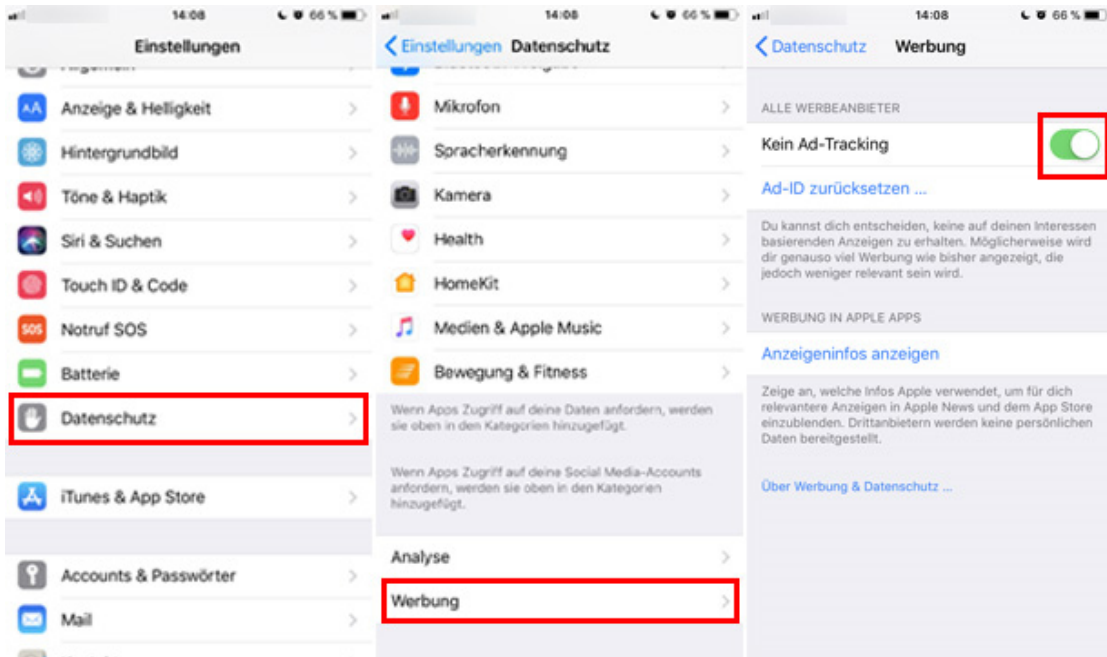 14:08
66 %
Einstellungen
Anzeige & Helligkeit
Hintergrundbild
Töne & Haptik
Siri & Suchen
Touch ID & Code
SOS
Notruf SOS
Batterie
Datenschutz
iTunes & App Store
Accounts & Passwörter
Mail
14:08
66 %
Einstellungen
Datenschutz
Mikrofon
Spracherkennung
Kamera
Health
HomeKit
Medien & Apple Music
Bewegung & Fitness
Wenn Apps Zugriff auf deine Daten anfordern, werden
sie oben in den Kategorien hinzugefügt.
Wenn Apps Zugriff auf deine Social Media-Accounts
anfordern, werden sie oben in den Kategorien
hinzugefügt.
Analyse
Werbung
14:08
66 %
Datenschutz
Werbung
ALLE WERBEANBIETER
Kein Ad-Tracking
Ad-ID zurücksetzen ...
Du kannst dich entscheiden, keine auf deinen Interessen
basierenden Anzeigen zu erhalten. Möglicherweise wird
dir genauso viel Werbung wie bisher angezeigt, die
jedoch weniger relevant sein wird.
WERBUNG IN APPLE APPS
Anzeigeninfos anzeigen
Zeige an, welche Infos Apple verwendet, um für dich
relevantere Anzeigen in Apple News und dem App Store
einzublenden. Drittanbietern werden keine persönlichen
Daten bereitgestellt.
Über Werbung & Datenschutz ...